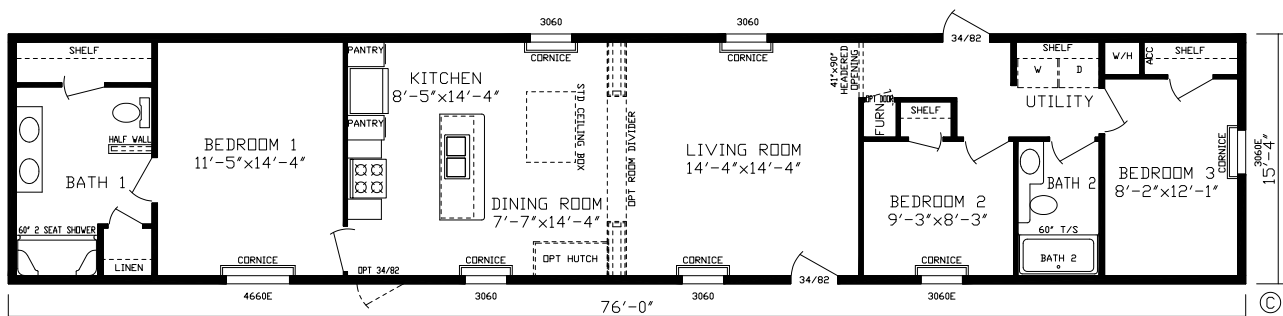 3060
3060
34/82
SHELF
PANTRY
CORNICE
CORNICE
41"x90"
HEADERED
OPENING
SHELF
W
D
W/H
ACC
SHELF
KITCHEN
8'-5"x14'-4"
STD CEILING BOX
OPT ROOM DIVIDER
OPT DOOR
FURN
SHELF
UTILITY
PANTRY
HALF WALL
BEDROOM 1
11'-5"x14'-4"
LIVING ROOM
14'-4"x14'-4"
CORNICE
3060E
15'-4"
BATH 1
BATH 2
BEDROOM 3
8'-2"x12'-1"
DINING ROOM
7'-7"x14'-4"
BEDROOM 2
9'-3"x8'-3"
60" 2 SEAT SHOWER
60" T/S
LINEN
CORNICE
OPT 34/82
CORNICE
OPT HUTCH
CORNICE
CORNICE
BATH 2
34/82
4660E
3060
3060
3060E
76'-0"
©